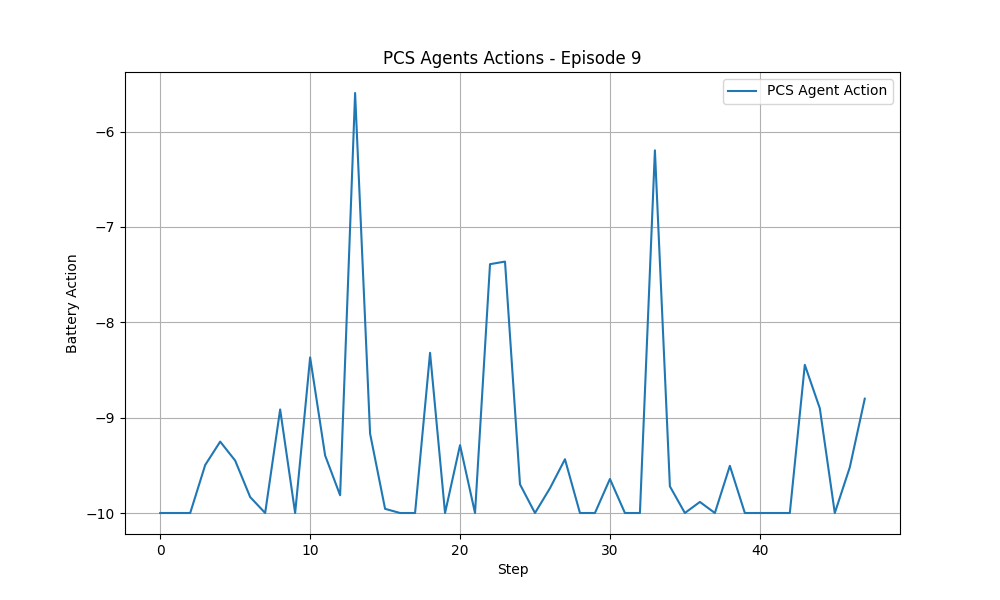 PCS Agents Actions - Episode 9
PCS Agent Action
Battery Action
−6
−7
−8
−9
−10
0 10 20 30 40
Step